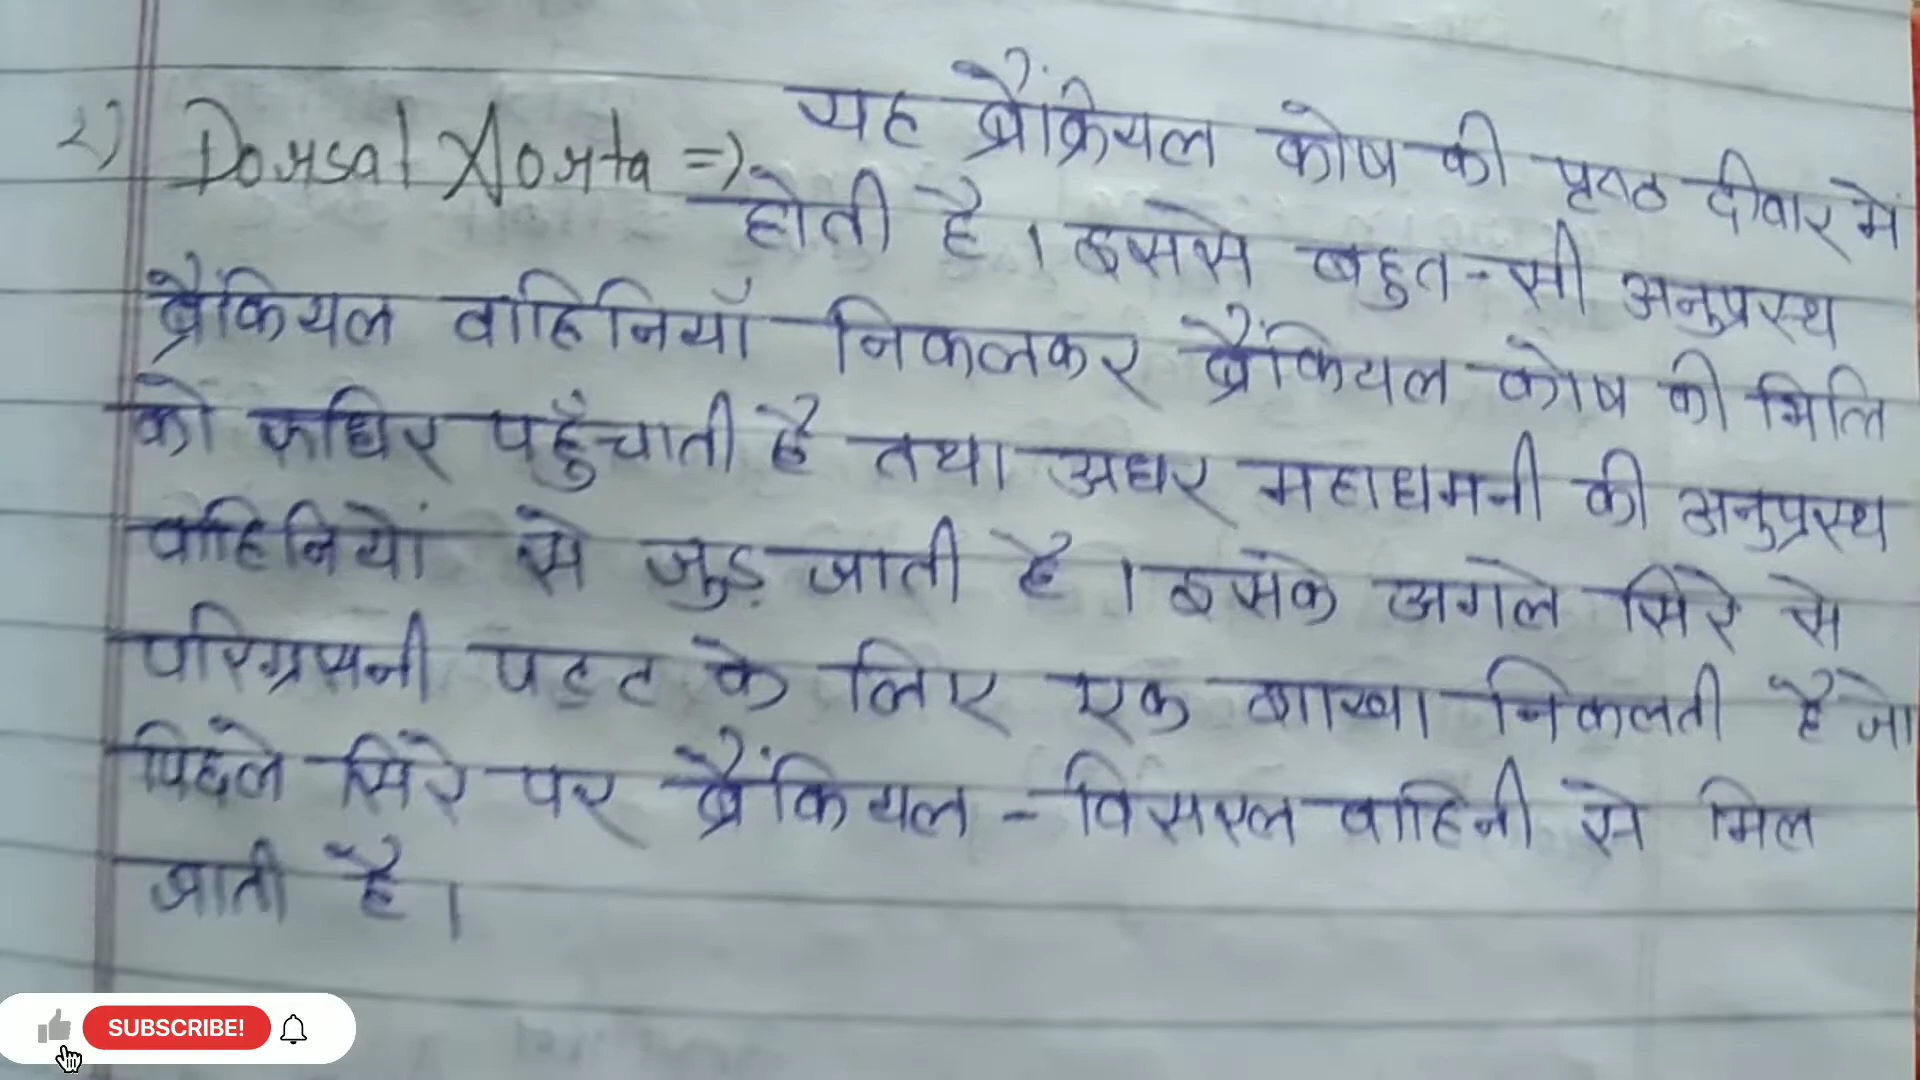 2) Dorsal Aorta => यह ब्रैंक्रियल कोष की पृष्ठ दीवार में
होती है। इससे बहुत-सी अनुप्रस्थ
ब्रैंकियल वाहिनियाँ निकलकर ब्रैंकियल कोष की भिलि
को रूधिर पहुँचाती है तथा अधर महाधमनी की अनुप्रस्थ
वाहिनियों से जुड़ जाती है। इसके अगले सिरे से
परिग्रसनी पट्ट के लिए एक शाखा निकलती है जो
पिछले सिरे पर ब्रैंकियल - विसरल वाहिनी से मिल
जाती है।
SUBSCRIBE!